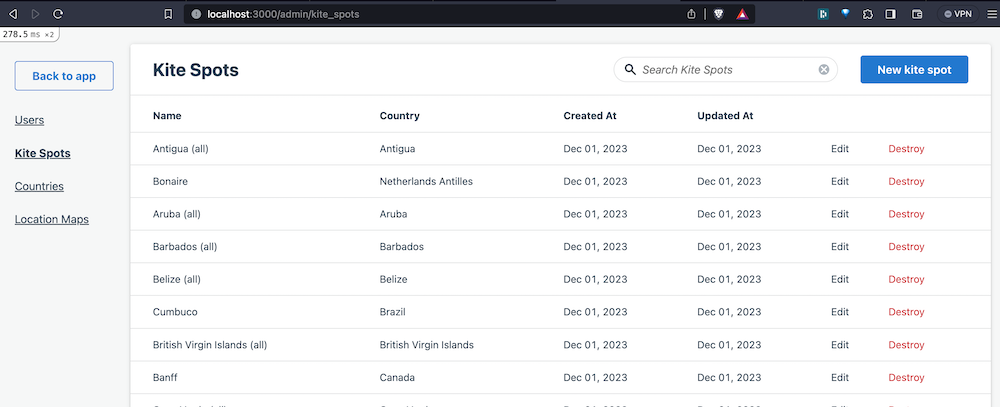 localhost:3000/admin/kite_spots
VPN
278.5 ms ×2
Back to app
Users
Kite Spots
Countries
Location Maps
Kite Spots
Search Kite Spots
New kite spot
Name Country Created At Updated At
Antigua (all) Antigua Dec 01, 2023 Dec 01, 2023 Edit Destroy
Bonaire Netherlands Antilles Dec 01, 2023 Dec 01, 2023 Edit Destroy
Aruba (all) Aruba Dec 01, 2023 Dec 01, 2023 Edit Destroy
Barbados (all) Barbados Dec 01, 2023 Dec 01, 2023 Edit Destroy
Belize (all) Belize Dec 01, 2023 Dec 01, 2023 Edit Destroy
Cumbuco Brazil Dec 01, 2023 Dec 01, 2023 Edit Destroy
British Virgin Islands (all) British Virgin Islands Dec 01, 2023 Dec 01, 2023 Edit Destroy
Banff Canada Dec 01, 2023 Dec 01, 2023 Edit Destroy